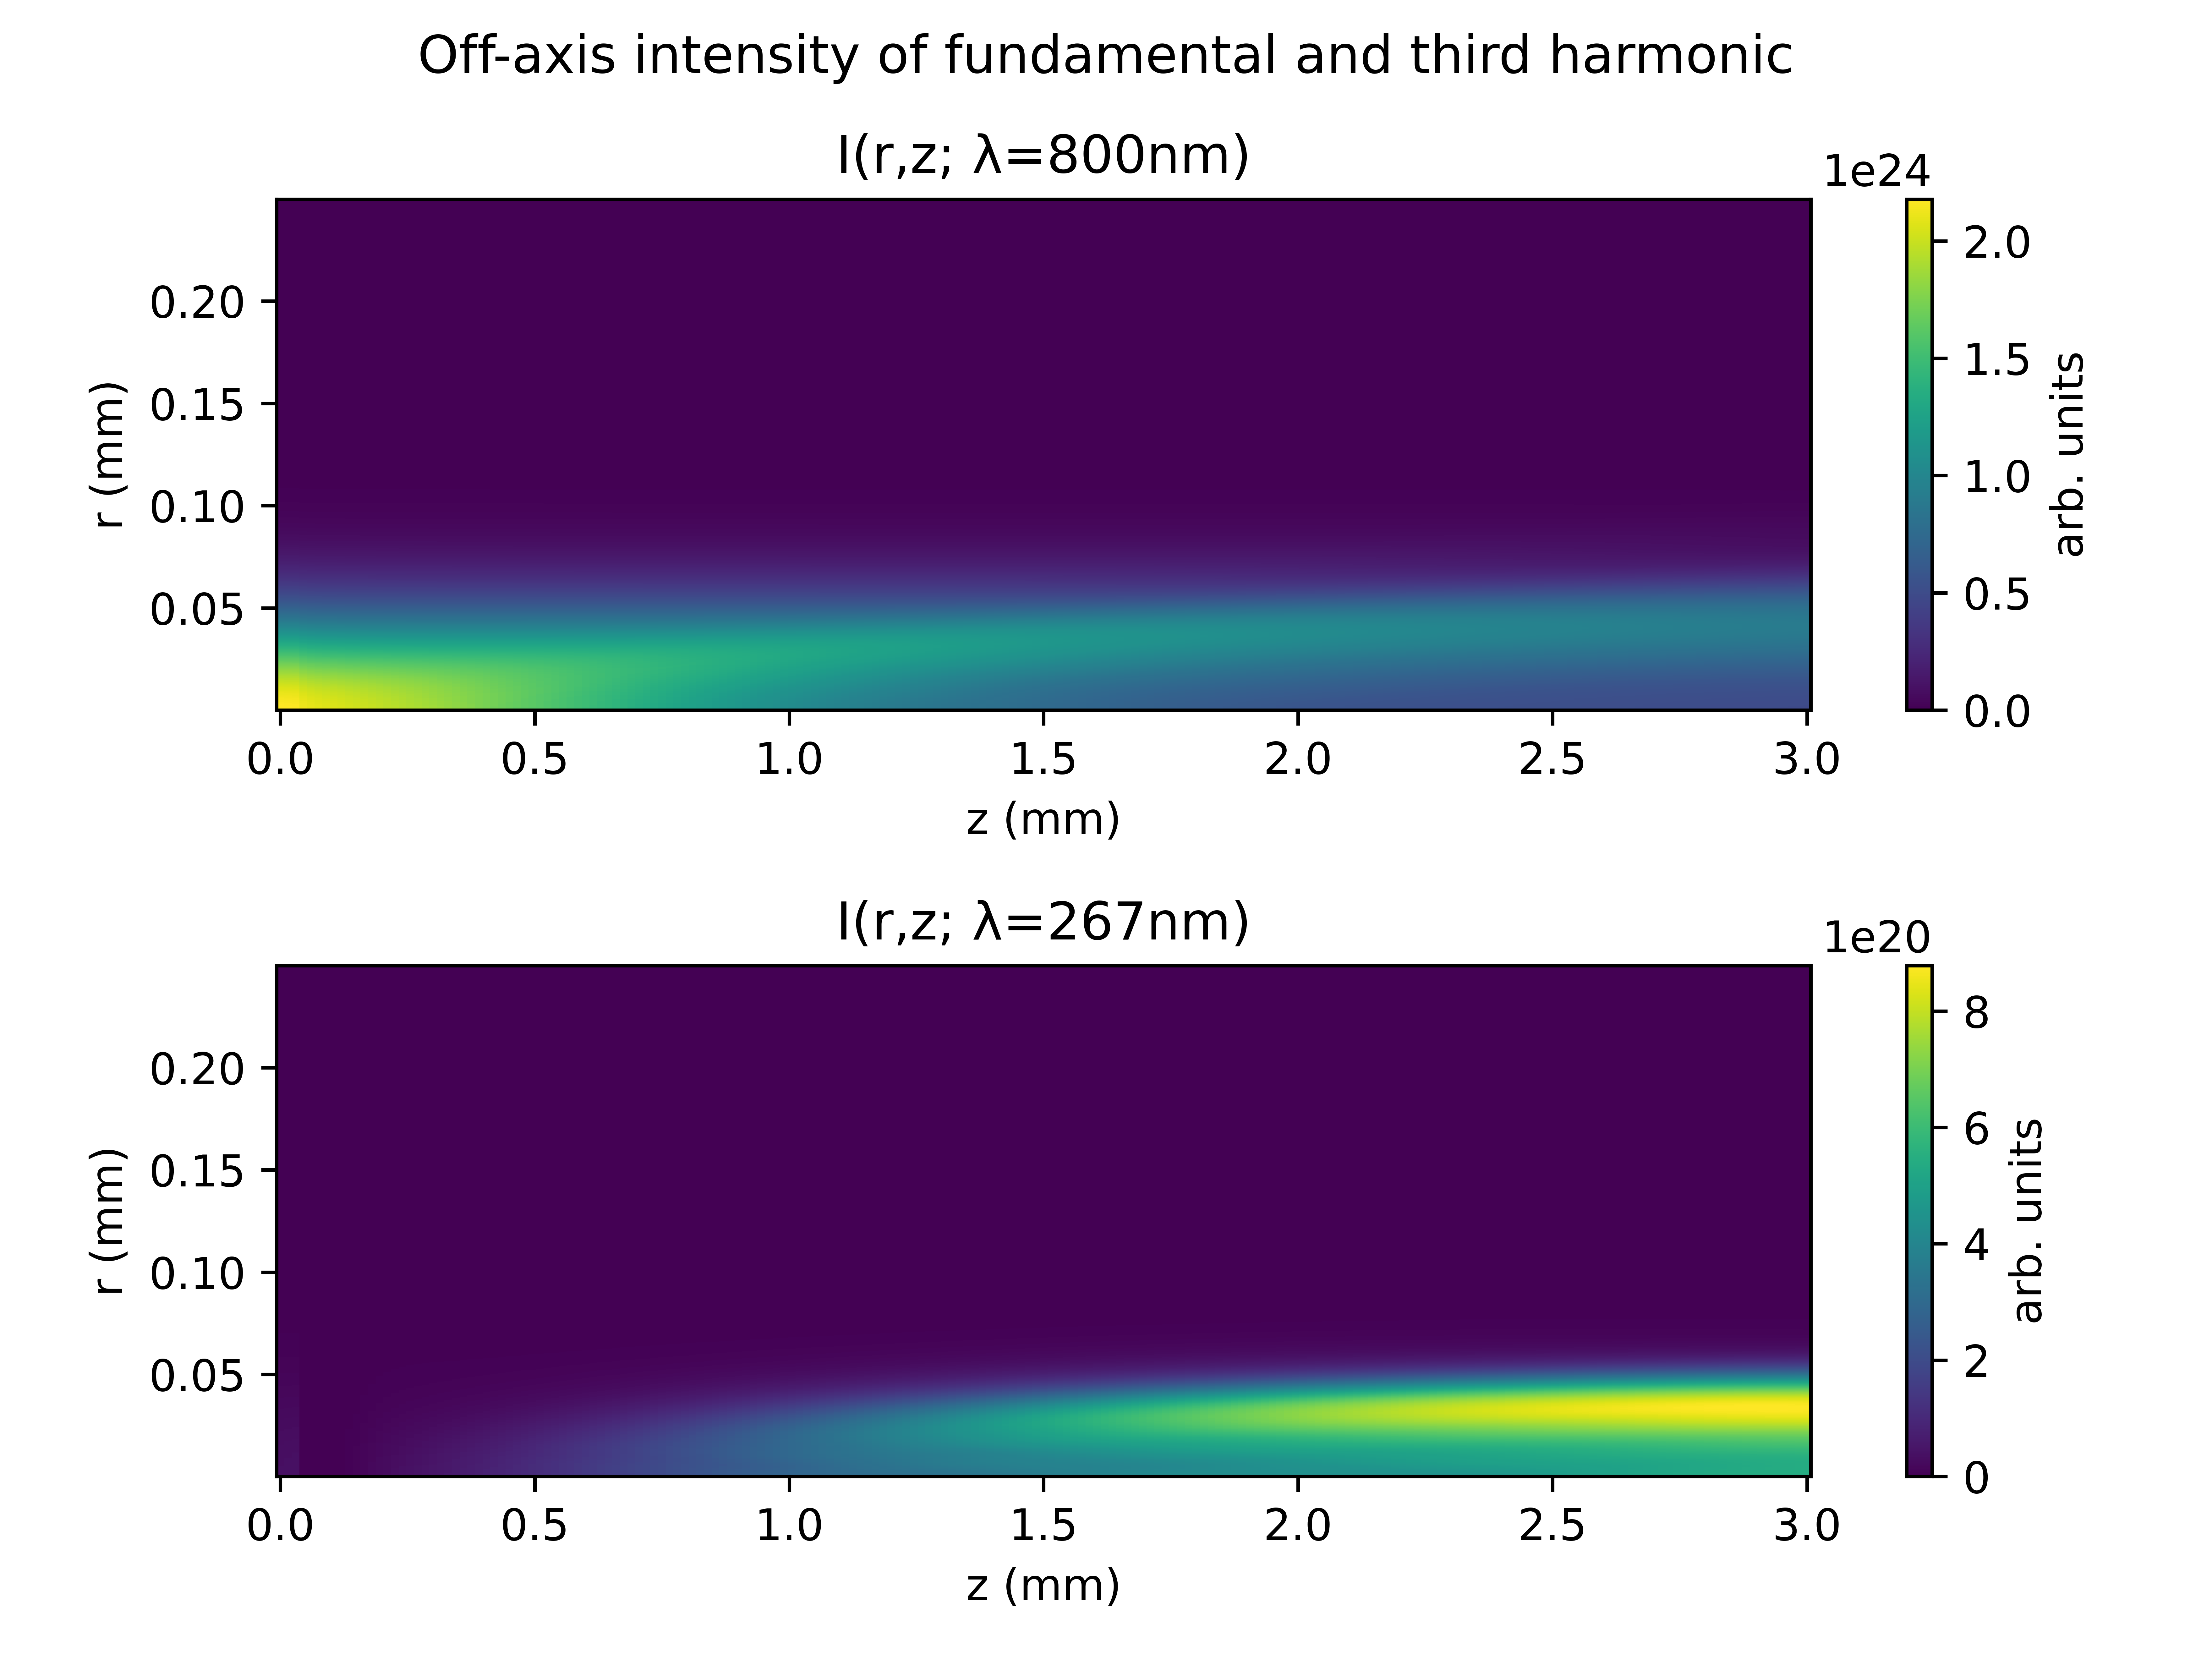 Off-axis intensity of fundamental and third harmonic
I(r,z; λ=800nm)
1e24
r (mm)
0.20
0.15
0.10
0.05
0.0 0.5 1.0 1.5 2.0 2.5 3.0
z (mm)
2.0
1.5
1.0
0.5
0.0
arb. units
I(r,z; λ=267nm)
1e20
r (mm)
0.20
0.15
0.10
0.05
0.0 0.5 1.0 1.5 2.0 2.5 3.0
z (mm)
8
6
4
2
0
arb. units